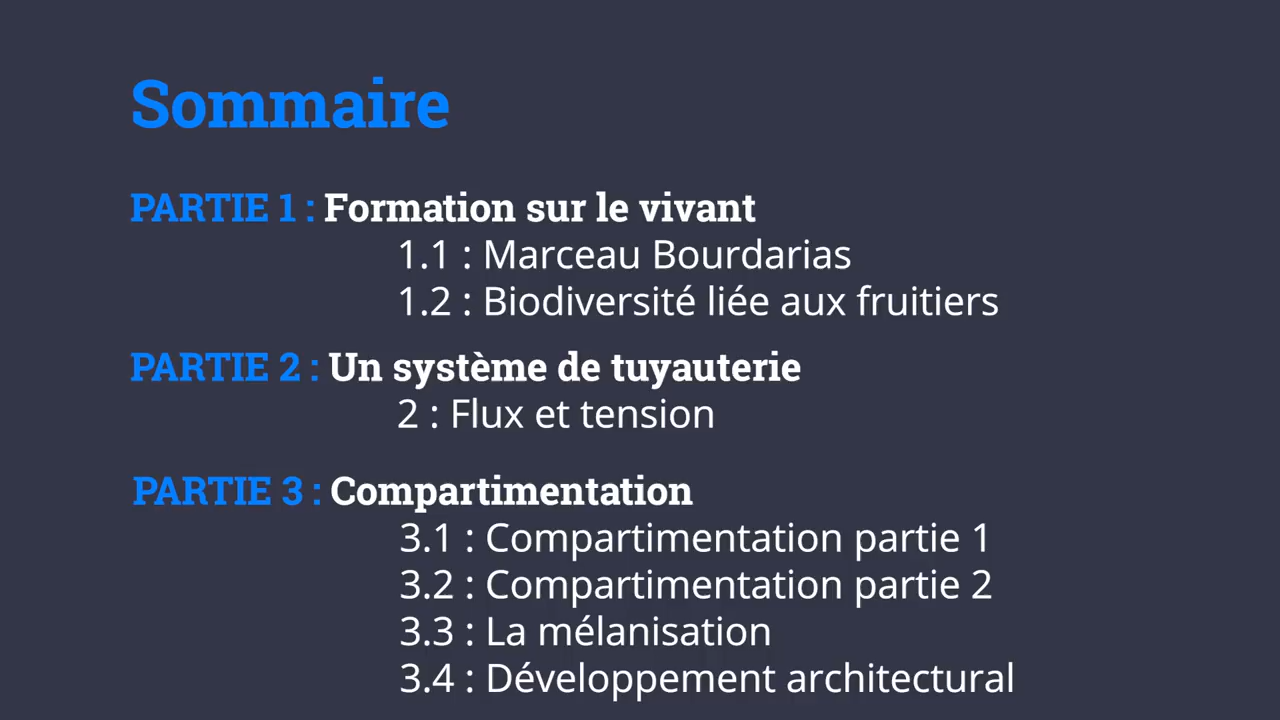 Sommaire
PARTIE 1 : Formation sur le vivant
1.1 : Marceau Bourdarias
1.2 : Biodiversité liée aux fruitiers
PARTIE 2 : Un système de tuyauterie
2 : Flux et tension
PARTIE 3 : Compartimentation
3.1 : Compartimentation partie 1
3.2 : Compartimentation partie 2
3.3 : La mélanisation
3.4 : Développement architectural